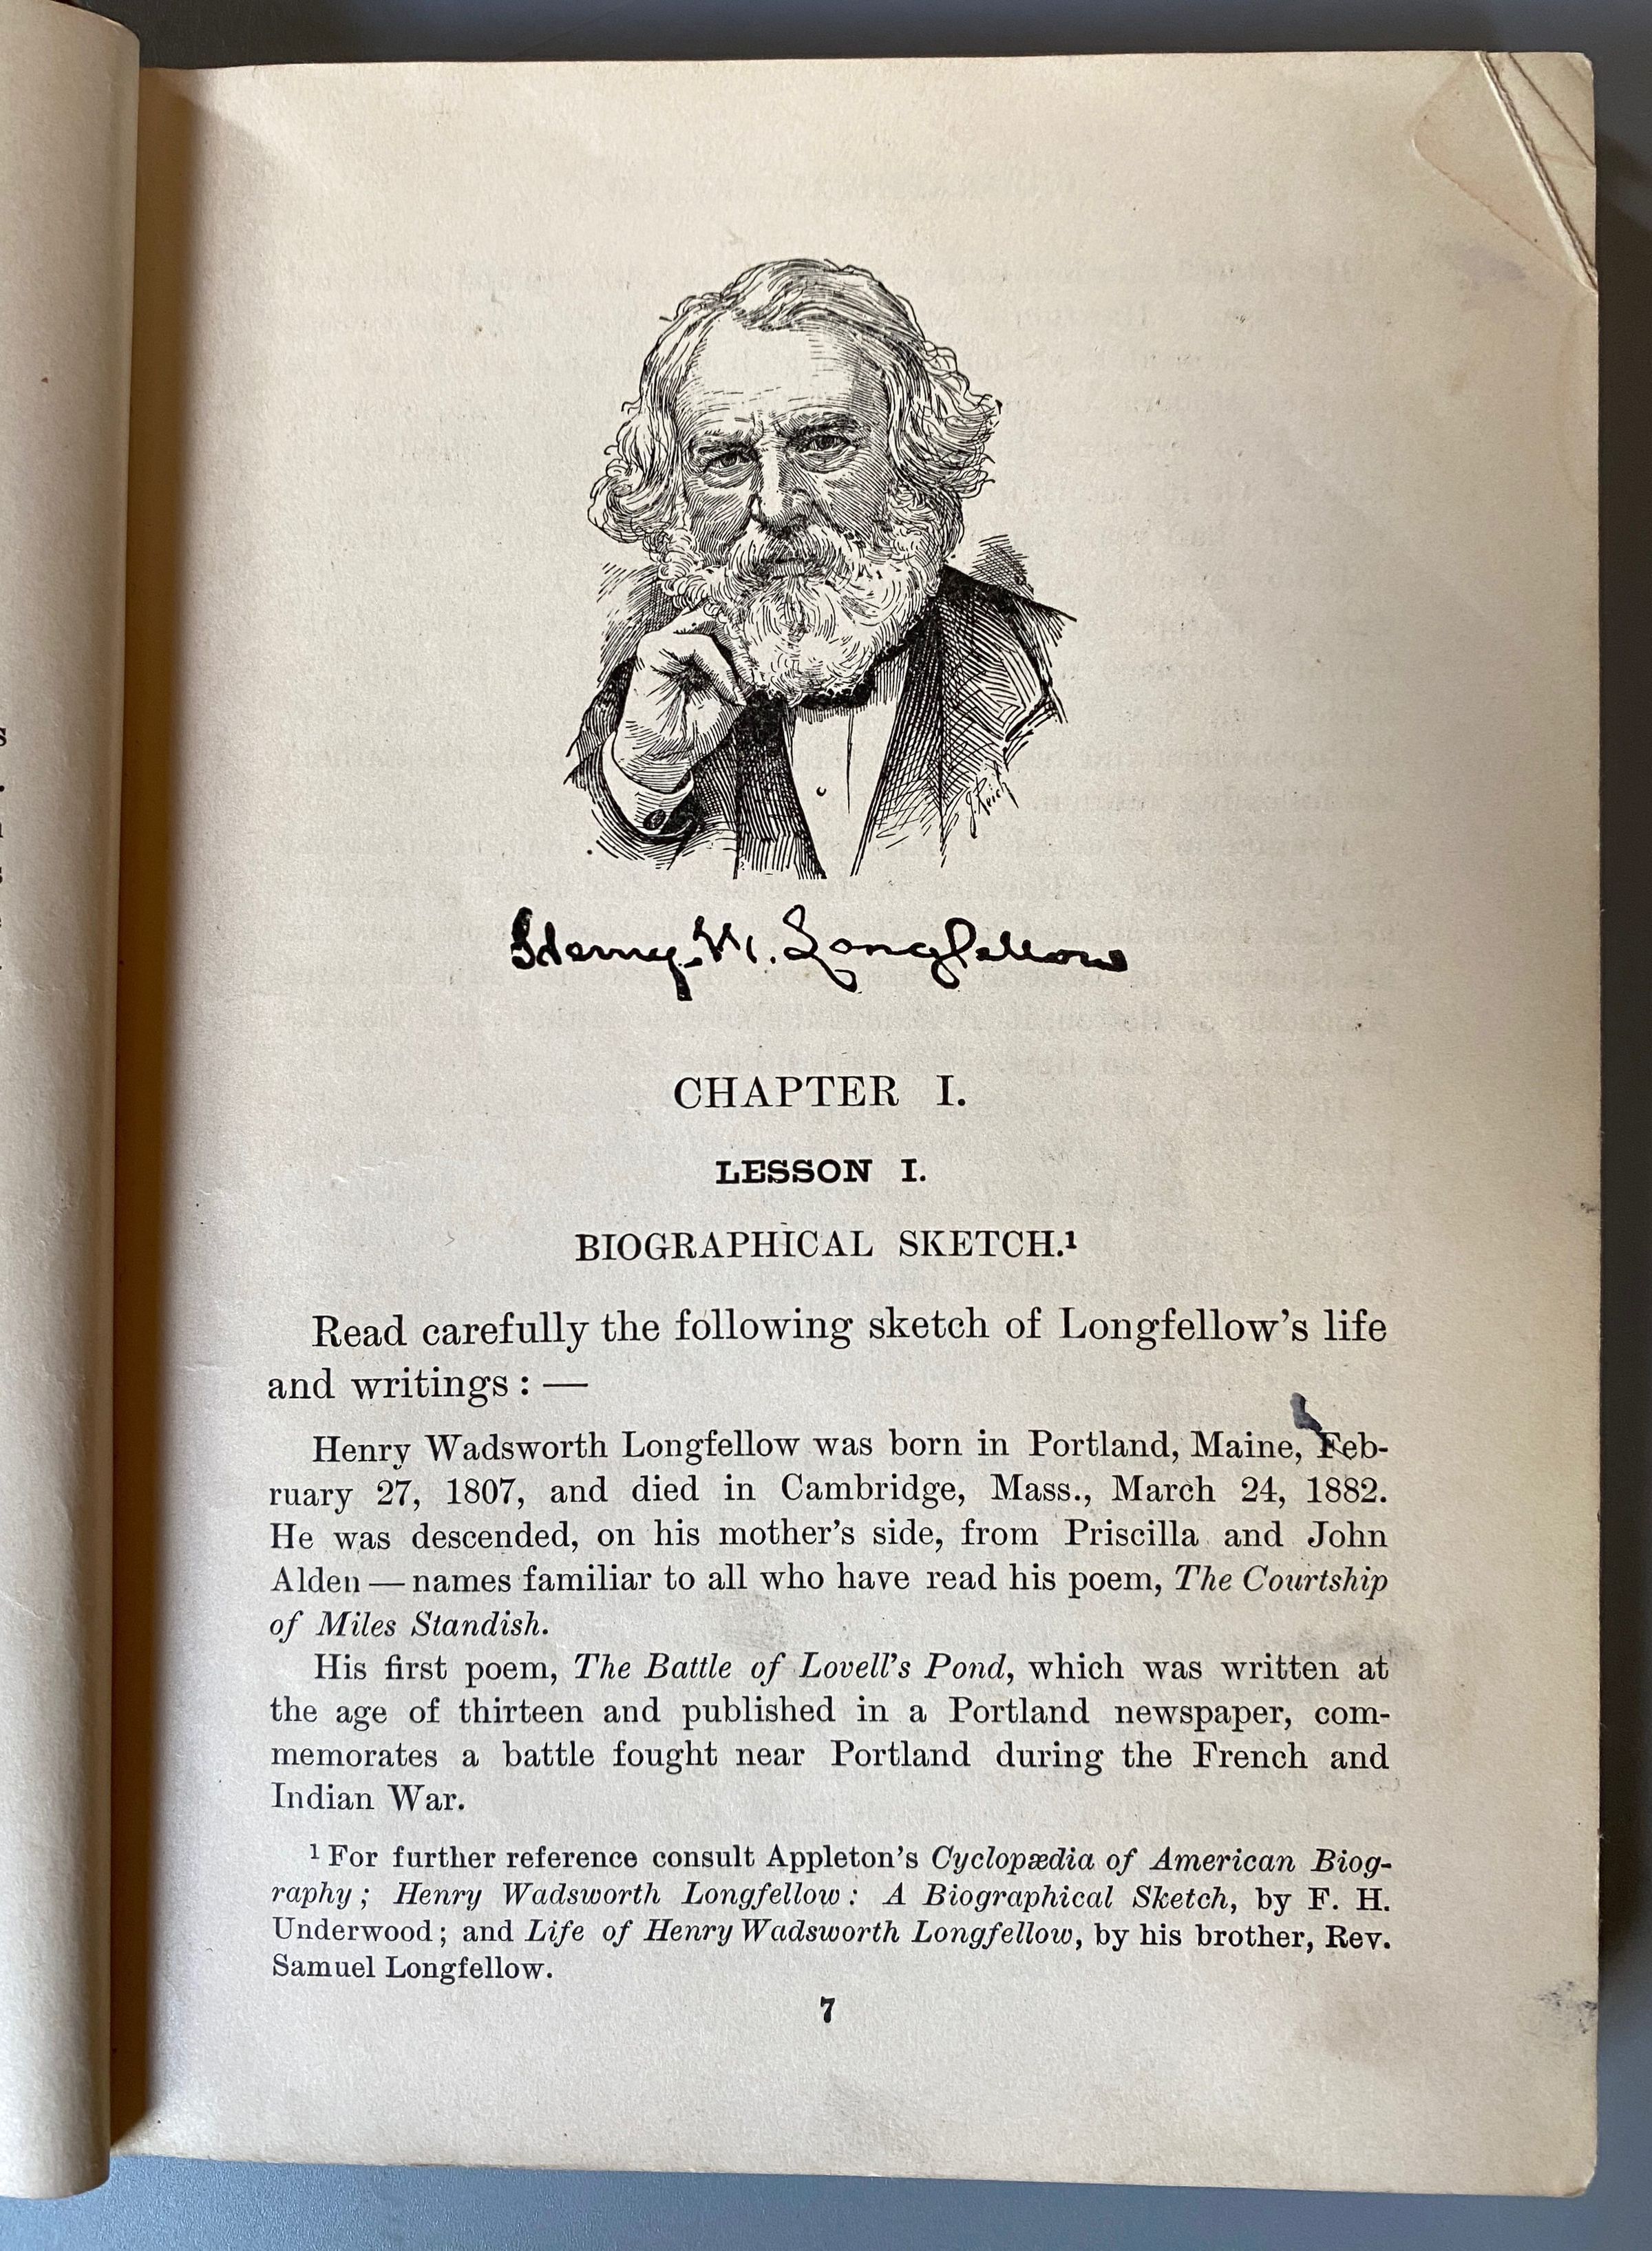 J. Reich
Henry W. Longfellow
CHAPTER I.
LESSON I.
BIOGRAPHICAL SKETCH.¹
Read carefully the following sketch of Longfellow's life
and writings: —
Henry Wadsworth Longfellow was born in Portland, Maine, Feb-
ruary 27, 1807, and died in Cambridge, Mass., March 24, 1882.
He was descended, on his mother's side, from Priscilla and John
Alden — names familiar to all who have read his poem, The Courtship
of Miles Standish.
His first poem, The Battle of Lovell's Pond, which was written at
the age of thirteen and published in a Portland newspaper, com-
memorates a battle fought near Portland during the French and
Indian War.
¹ For further reference consult Appleton's Cyclopædia of American Biog-
raphy; Henry Wadsworth Longfellow: A Biographical Sketch, by F. H.
Underwood; and Life of Henry Wadsworth Longfellow, by his brother, Rev.
Samuel Longfellow.
7